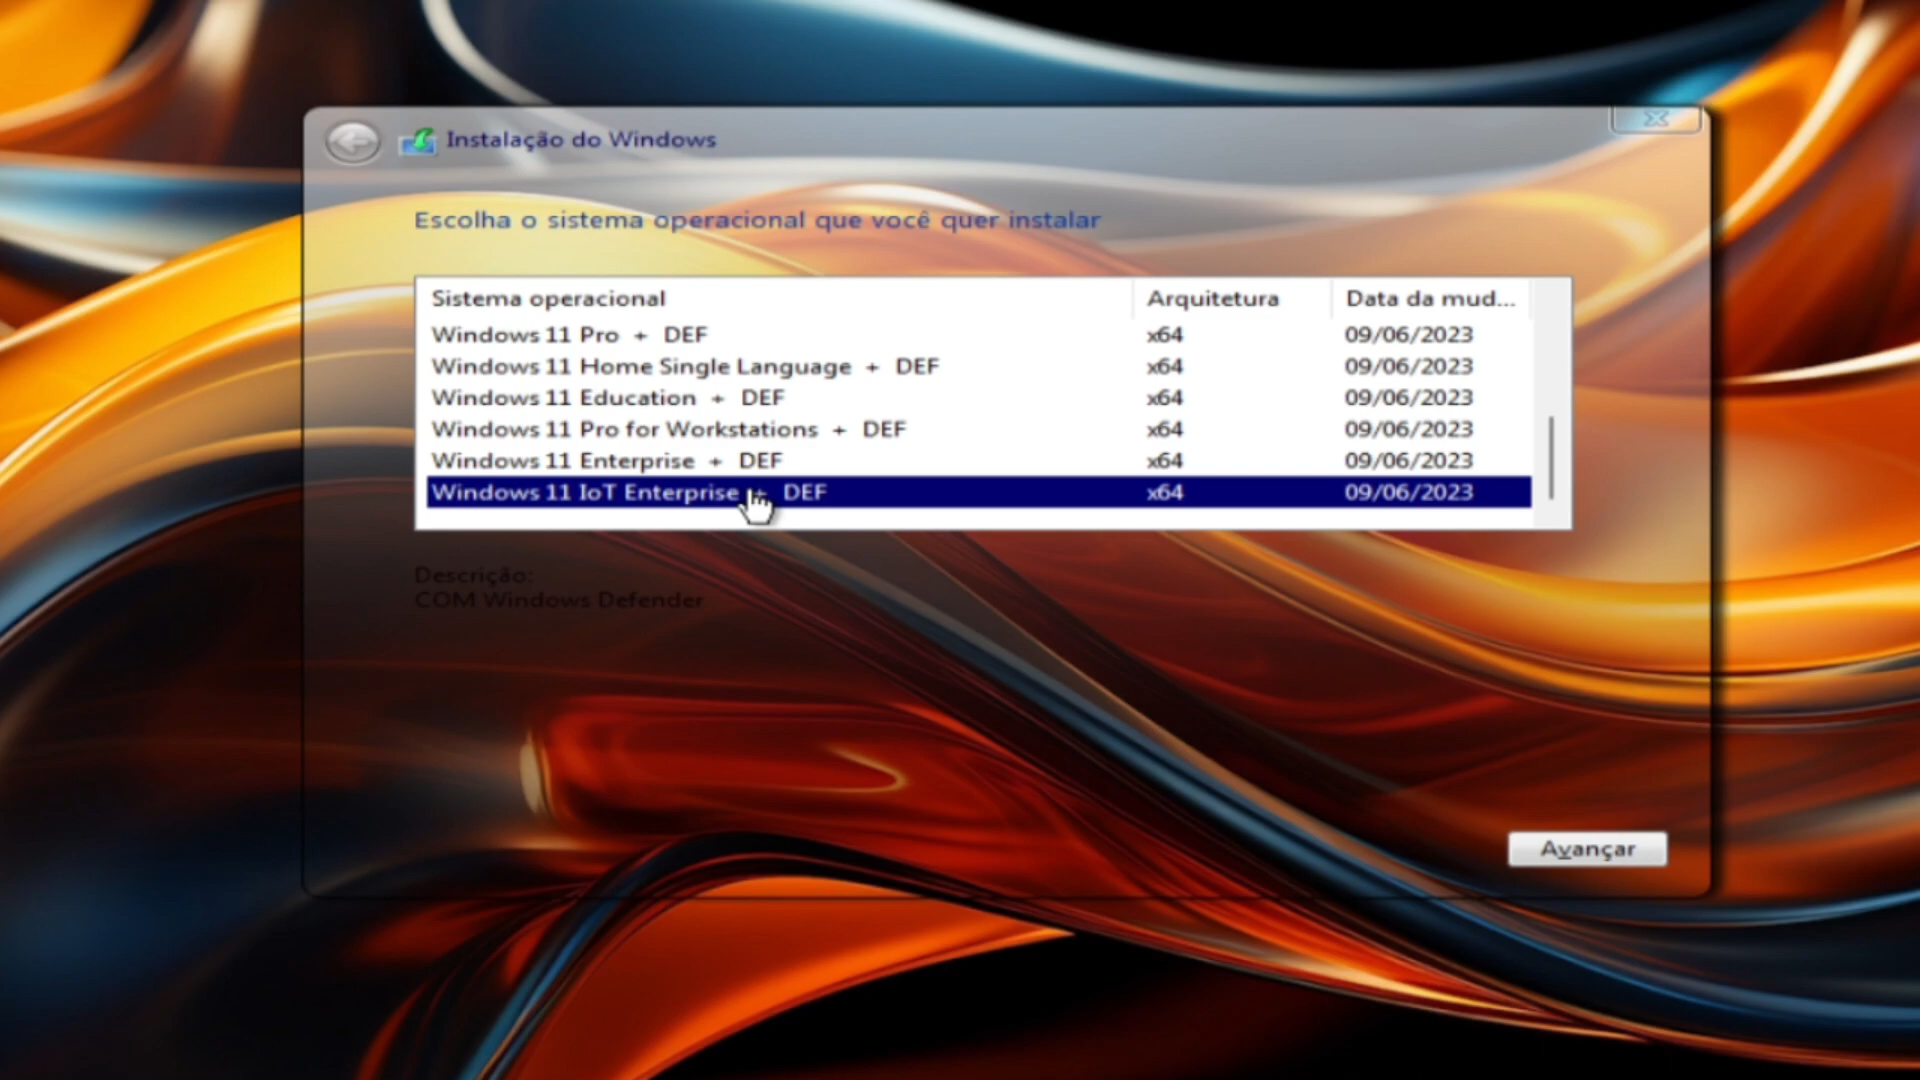 Instalação do Windows
Escolha o sistema operacional que você quer instalar
Sistema operacional Arquitetura Data da mud...
Windows 11 Pro + DEF x64 09/06/2023
Windows 11 Home Single Language + DEF x64 09/06/2023
Windows 11 Education + DEF x64 09/06/2023
Windows 11 Pro for Workstations + DEF x64 09/06/2023
Windows 11 Enterprise + DEF x64 09/06/2023
Windows 11 IoT Enterprise + DEF x64 09/06/2023
Descrição:
COM Windows Defender
Avançar